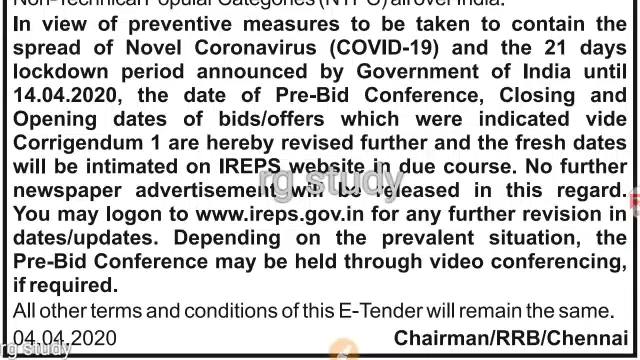 Non-Technical Popular Categories (NTPC) all over India.
In view of preventive measures to be taken to contain the
spread of Novel Coronavirus (COVID-19) and the 21 days
lockdown period announced by Government of India until
14.04.2020, the date of Pre-Bid Conference, Closing and
Opening dates of bids/offers which were indicated vide
Corrigendum 1 are hereby revised further and the fresh dates
will be intimated on IREPS website in due course. No further
rg study
newspaper advertisement will be released in this regard.
You may logon to www.ireps.gov.in for any further revision in
dates/updates. Depending on the prevalent situation, the
Pre-Bid Conference may be held through video conferencing,
if required.
All other terms and conditions of this E-Tender will remain the same.
04.04.2020 Chairman/RRB/Chennai
rg study